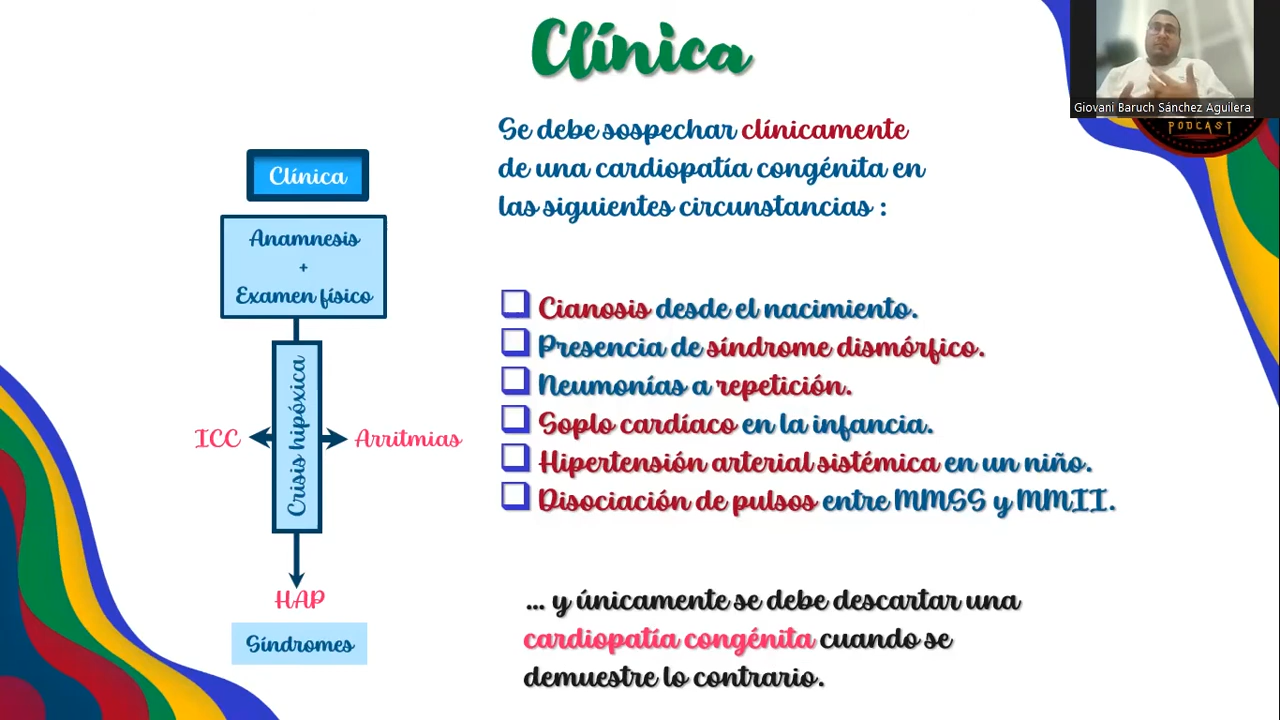 Clínica
Giovani Baruch Sánchez Aguilera
PODCAST
Se debe sospechar clínicamente
de una cardiopatía congénita en
las siguientes circunstancias :
Clínica
Anamnesis
+
Examen físico
Crisis hipóxica
ICC
Arritmias
HAP
Síndromes
Cianosis desde el nacimiento.
Presencia de síndrome dismórfico.
Neumonías a repetición.
Soplo cardíaco en la infancia.
Hipertensión arterial sistémica en un niño.
Disociación de pulsos entre MMSS y MMII.
... y únicamente se debe descartar una
cardiopatía congénita cuando se
demuestre lo contrario.